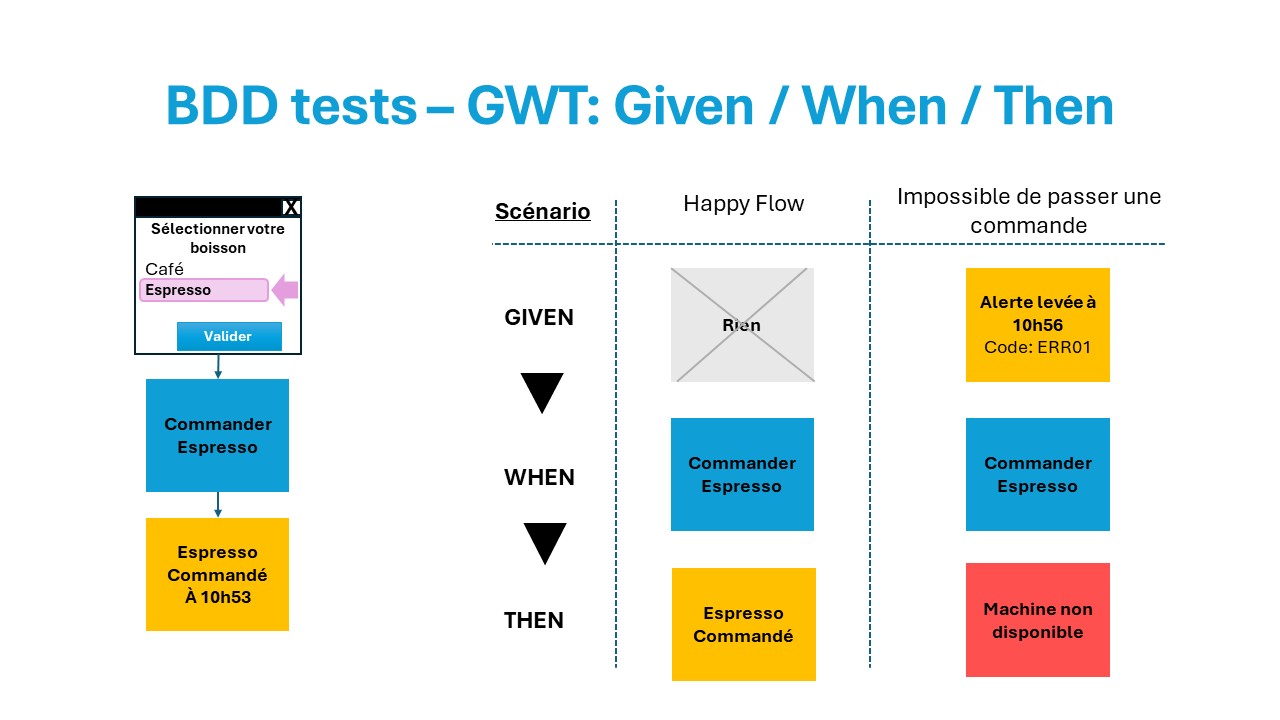 BDD tests – GWT: Given / When / Then
X
Sélectionner votre
boisson
Café
Espresso
Valider
Commander
Espresso
Espresso
Commandé
À 10h53
Scénario
Happy Flow
Impossible de passer une
commande
GIVEN
Rien
Alerte levée à
10h56
Code: ERR01
WHEN
Commander
Espresso
Commander
Espresso
THEN
Espresso
Commandé
Machine non
disponible